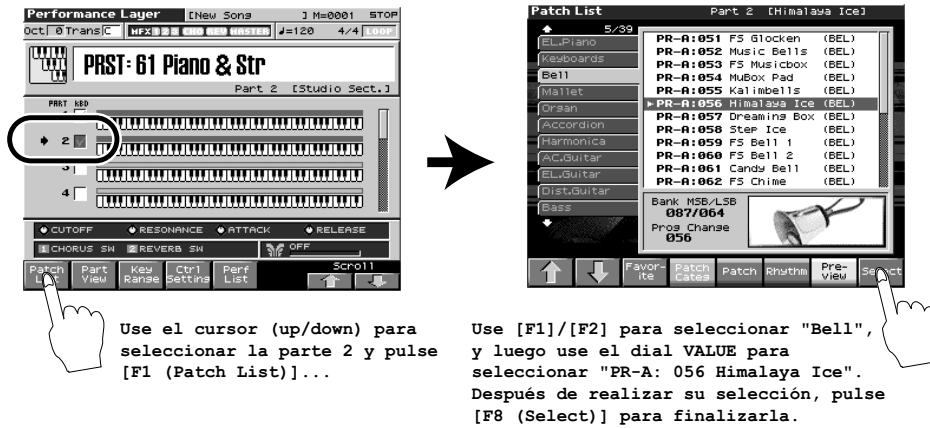 Performance Layer [New Song ] M=0001 STOP
Oct 0 Trans C MFX 1 2 3 CHO REV MASTER ♩=120 4/4 LOOP
PRST: 61 Piano & Str
Part 2 [Studio Sect.]
PART KBD
2
3
4
CUTOFF RESONANCE ATTACK RELEASE
1 CHORUS SW 2 REVERB SW OFF
Patch List Part View Key Range Ctrl Setting Perf List Scroll
Use el cursor (up/down) para
seleccionar la parte 2 y pulse
[F1 (Patch List)]...
Patch List Part 2 [Himalaya Ice]
5/39
EL.Piano
Keyboards
Bell
Mallet
Organ
Accordion
Harmonica
AC.Guitar
EL.Guitar
Dist.Guitar
Bass
PR-A:051 FS Glocken (BEL)
PR-A:052 Music Bells (BEL)
PR-A:053 FS Musicbox (BEL)
PR-A:054 MuBox Pad (BEL)
PR-A:055 Kalimbells (BEL)
PR-A:056 Himalaya Ice (BEL)
PR-A:057 Dreaming Box (BEL)
PR-A:058 Step Ice (BEL)
PR-A:059 FS Bell 1 (BEL)
PR-A:060 FS Bell 2 (BEL)
PR-A:061 Candy Bell (BEL)
PR-A:062 FS Chime (BEL)
Bank MSB/LSB
087/064
Prog Change
056
Favor-ite Patch Categ Patch Rhythm Pre-view Select
Use [F1]/[F2] para seleccionar "Bell",
y luego use el dial VALUE para
seleccionar "PR-A: 056 Himalaya Ice".
Después de realizar su selección, pulse
[F8 (Select)] para finalizarla.